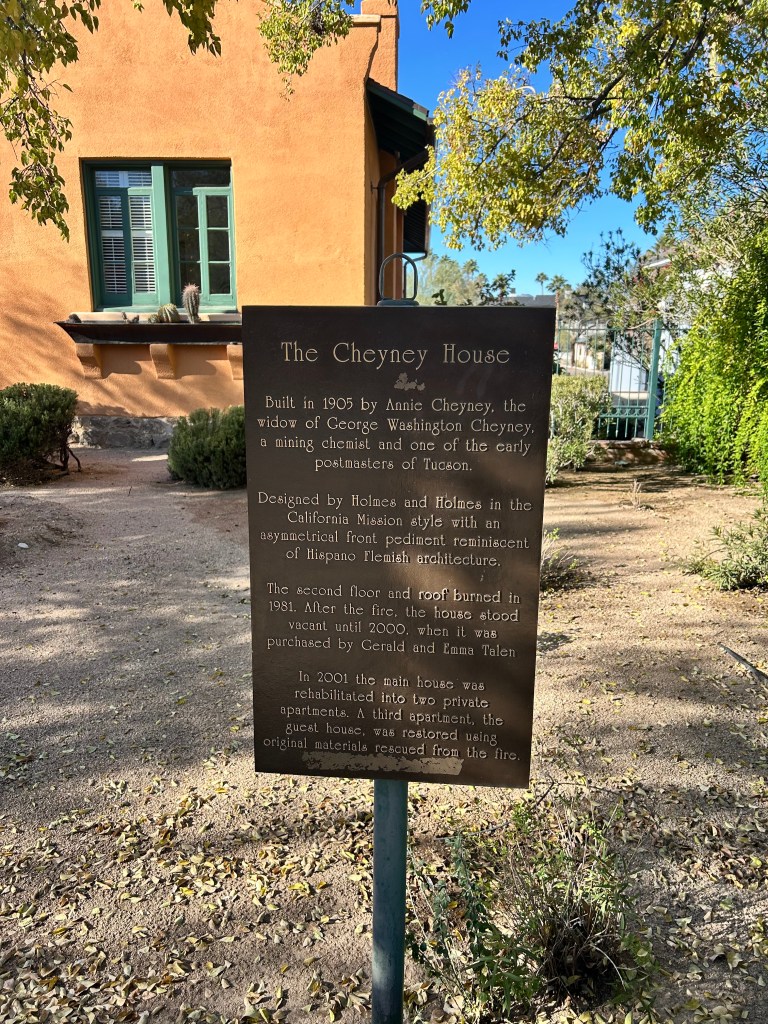 The Cheyney House
Built in 1905 by Annie Cheyney, the
widow of George Washington Cheyney,
a mining chemist and one of the early
postmasters of Tucson.
Designed by Holmes and Holmes in the
California Mission style with an
asymmetrical front pediment reminiscent
of Hispano Flemish architecture.
The second floor and roof burned in
1981. After the fire, the house stood
vacant until 2000, when it was
purchased by Gerald and Emma Talen
In 2001 the main house was
rehabilitated into two private
apartments. A third apartment, the
guest house, was restored using
original materials rescued from the fire.